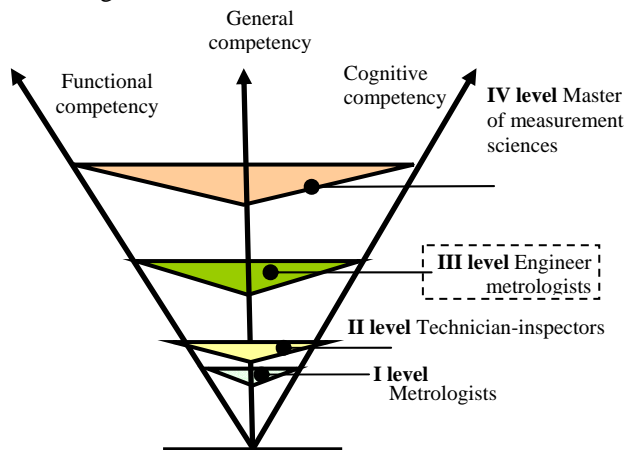 General
competency
Functional
competency
Cognitive
competency
IV level Master
of measurement
sciences
III level Engineer
metrologists
II level Technician-inspectors
I level
Metrologists